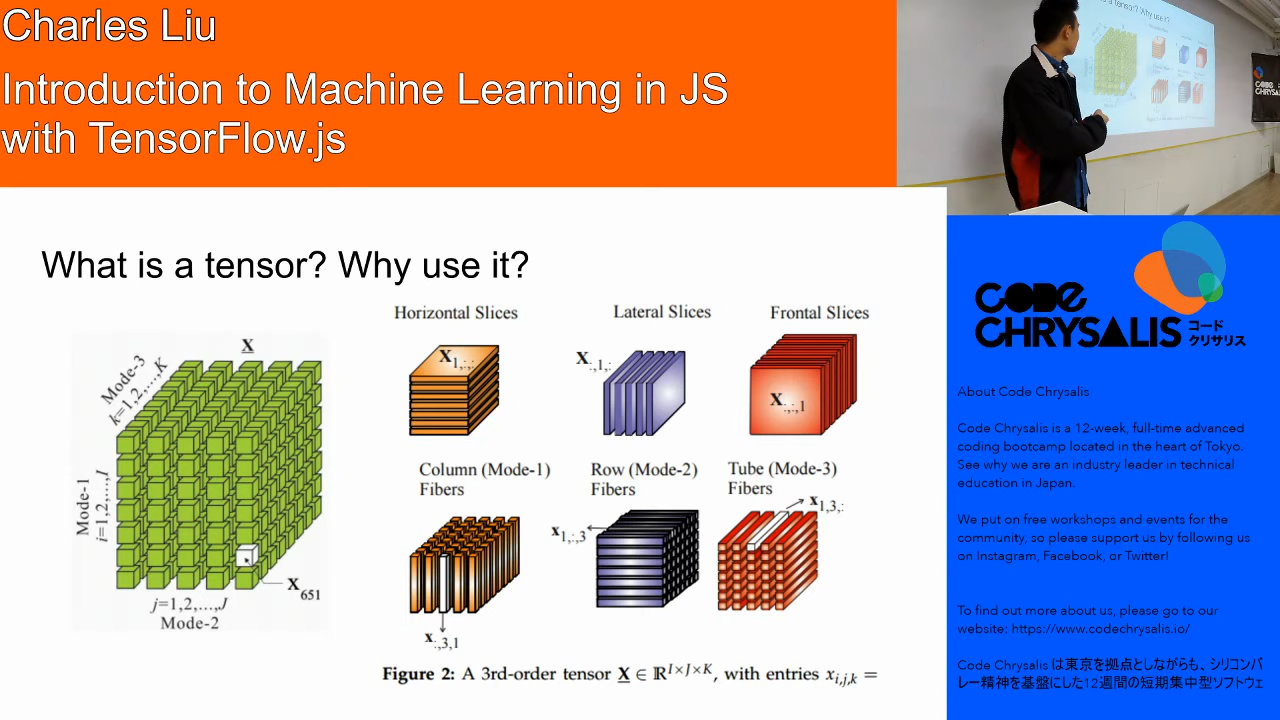 Charles Liu
Introduction to Machine Learning in JS
with TensorFlow.js
What is a tensor? Why use it?
X
Mode-3
k=1,2,...,K
Mode-1
i=1,2,...,I
j=1,2,...,J
Mode-2
X651
Horizontal Slices
Lateral Slices
Frontal Slices
X1,:,:
X:,1,:
X:,:,1
Column (Mode-1)
Fibers
Row (Mode-2)
Fibers
Tube (Mode-3)
Fibers
x:,3,1
x1,:,3
x1,3,:
Figure 2: A 3rd-order tensor X ∈ ℝ^I×J×K, with entries xi,j,k =
a tensor? Why use it?
CODE
CHRYSALIS
CODE
CHRYSALIS
コード
クリサリス
About Code Chrysalis
Code Chrysalis is a 12-week, full-time advanced
coding bootcamp located in the heart of Tokyo.
See why we are an industry leader in technical
education in Japan.
We put on free workshops and events for the
community, so please support us by following us
on Instagram, Facebook, or Twitter!
To find out more about us, please go to our
website: https://www.codechrysalis.io/
Code Chrysalis は東京を拠点としながらも、シリコンバ
レー精神を基盤にした12週間の短期集中型ソフトウェ